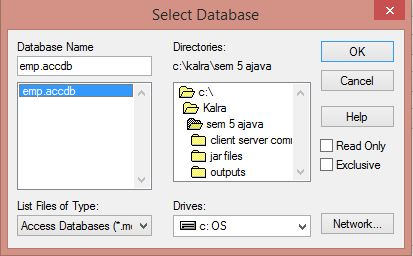 Select Database
Database Name
emp.accdb
emp.accdb
Directories:
c:\kalra\sem 5 ajava
c:\
Kalra
sem 5 ajava
client server comr
jar files
outputs
OK
Cancel
Help
Read Only
Exclusive
List Files of Type:
Access Databases (*.m
Drives:
c: OS
Network...